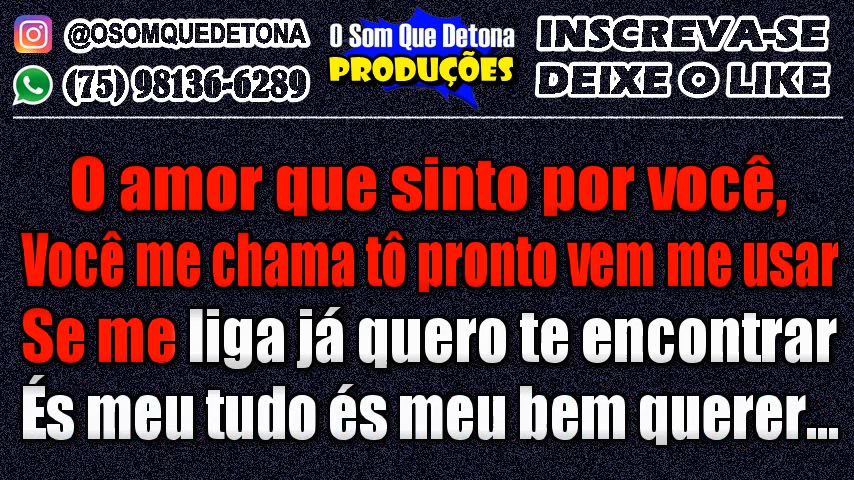 @OSOMQUEDETONA
(75) 98136-6289
O Som Que Detona
PRODUÇÕES
INSCREVA-SE
DEIXE O LIKE
O amor que sinto por você,
Você me chama tô pronto vem me usar
Se me liga já quero te encontrar
És meu tudo és meu bem querer...